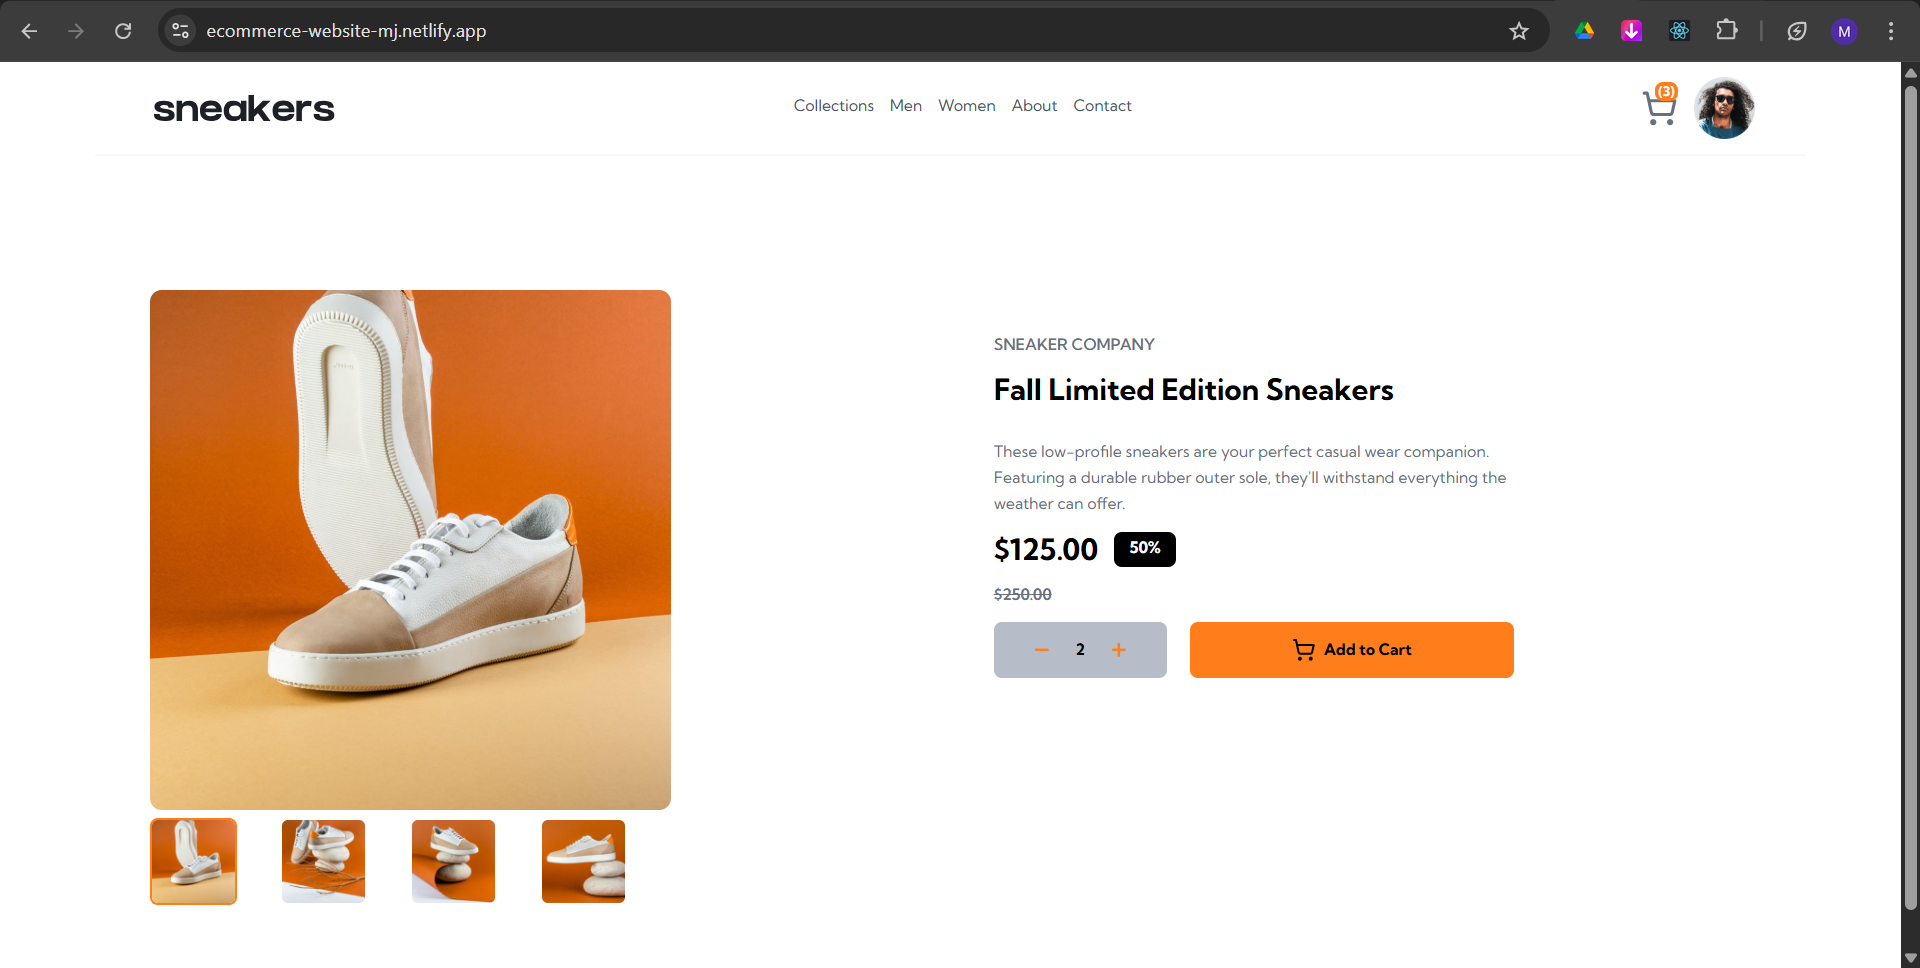 ecommerce-website-mj.netlify.app
M
sneakers
Collections Men Women About Contact
(3)
SNEAKER COMPANY
Fall Limited Edition Sneakers
These low-profile sneakers are your perfect casual wear companion.
Featuring a durable rubber outer sole, they'll withstand everything the
weather can offer.
$125.00 50%
$250.00
2
Add to Cart